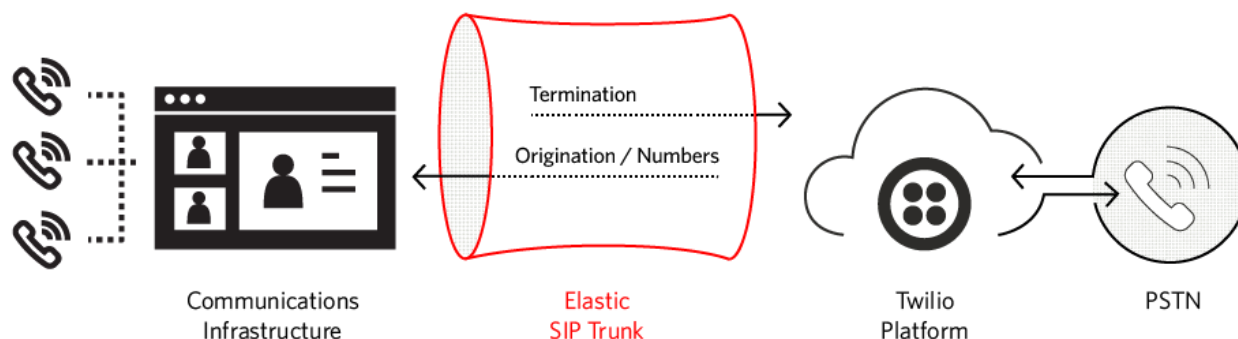 Termination
Origination / Numbers
Communications
Infrastructure
Elastic
SIP Trunk
Twilio
Platform
PSTN